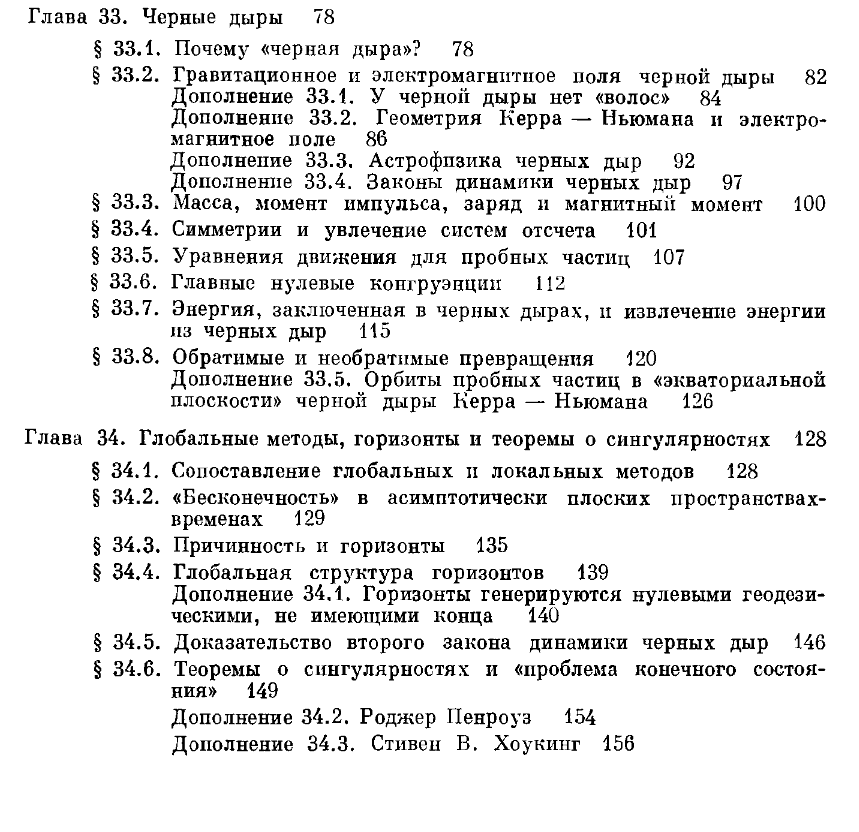 Глава 33. Черные дыры 78
§ 33.1. Почему «черная дыра»? 78
§ 33.2. Гравитационное и электромагнитное поля черной дыры 82
Дополнение 33.1. У черной дыры нет «волос» 84
Дополнение 33.2. Геометрия Керра — Ньюмана и электро-
магнитное поле 86
Дополнение 33.3. Астрофизика черных дыр 92
Дополнение 33.4. Законы динамики черных дыр 97
§ 33.3. Масса, момент импульса, заряд и магнитный момент 100
§ 33.4. Симметрии и увлечение систем отсчета 101
§ 33.5. Уравнения движения для пробных частиц 107
§ 33.6. Главные нулевые конгруэнции 112
§ 33.7. Энергия, заключенная в черных дырах, и извлечение энергии
из черных дыр 115
§ 33.8. Обратимые и необратимые превращения 120
Дополнение 33.5. Орбиты пробных частиц в «экваториальной
плоскости» черной дыры Керра — Ньюмана 126
Глава 34. Глобальные методы, горизонты и теоремы о сингулярностях 128
§ 34.1. Сопоставление глобальных и локальных методов 128
§ 34.2. «Бесконечность» в асимптотически плоских пространствах-
временах 129
§ 34.3. Причинность и горизонты 135
§ 34.4. Глобальная структура горизонтов 139
Дополнение 34.1. Горизонты генерируются нулевыми геодези-
ческими, не имеющими конца 140
§ 34.5. Доказательство второго закона динамики черных дыр 146
§ 34.6. Теоремы о сингулярностях и «проблема конечного состоя-
ния» 149
Дополнение 34.2. Роджер Пенроуз 154
Дополнение 34.3. Стивен В. Хоукинг 156